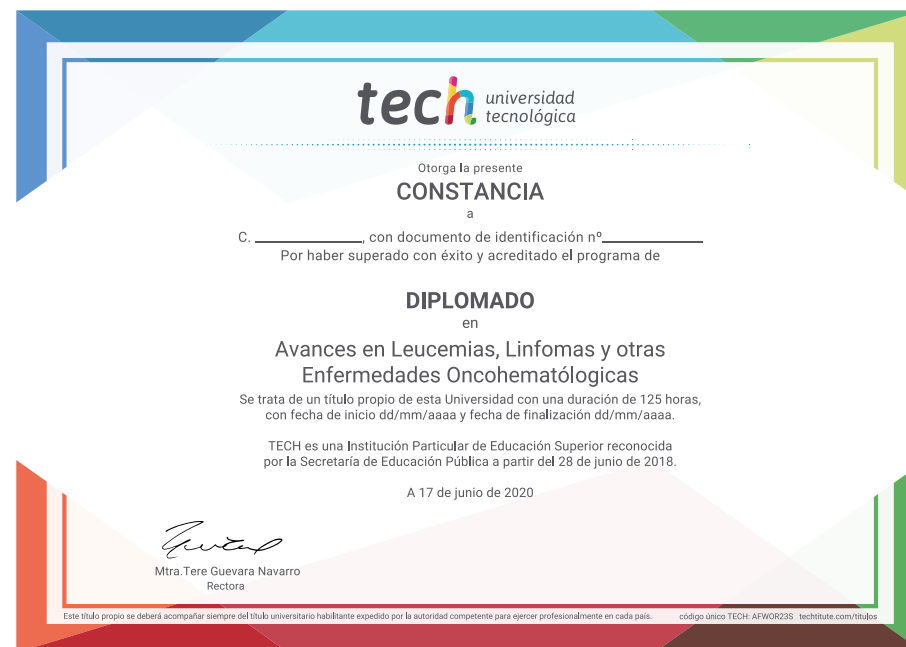 tech universidad
tecnológica
Otorga la presente
CONSTANCIA
a
C. ____________, con documento de identificación nº____________
Por haber superado con éxito y acreditado el programa de
DIPLOMADO
en
Avances en Leucemias, Linfomas y otras
Enfermedades Oncohematólogicas
Se trata de un título propio de esta Universidad con una duración de 125 horas,
con fecha de inicio dd/mm/aaaa y fecha de finalización dd/mm/aaaa.
TECH es una Institución Particular de Educación Superior reconocida
por la Secretaría de Educación Pública a partir del 28 de junio de 2018.
A 17 de junio de 2020
Mtra.Tere Guevara Navarro
Rectora
Este título propio se deberá acompañar siempre del título universitario habilitante expedido por la autoridad competente para ejercer profesionalmente en cada país. código único TECH: AFWOR23S techtitute.com/titulos